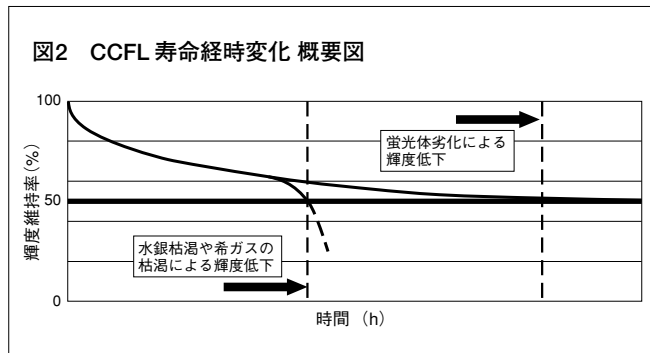 図2 CCFL 寿命経時変化 概要図
100
50
0
輝度維持率(%)
蛍光体劣化による
輝度低下
水銀枯渇や希ガスの
枯渇による輝度低下
時間 (h)